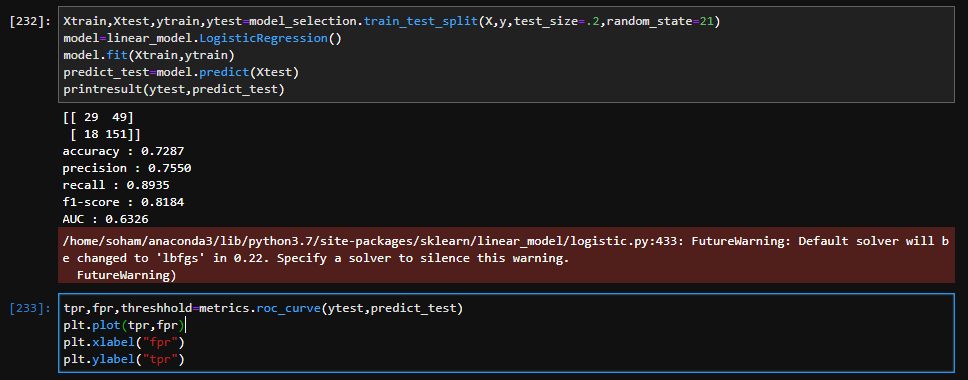 [232]: Xtrain,Xtest,ytrain,ytest=model_selection.train_test_split(X,y,test_size=.2,random_state=21)
model=linear_model.LogisticRegression()
model.fit(Xtrain,ytrain)
predict_test=model.predict(Xtest)
printresult(ytest,predict_test)
[[ 29  49]
 [ 18 151]]
accuracy : 0.7287
precision : 0.7550
recall : 0.8935
f1-score : 0.8184
AUC : 0.6326
/home/soham/anaconda3/lib/python3.7/site-packages/sklearn/linear_model/logistic.py:433: FutureWarning: Default solver will b
e changed to 'lbfgs' in 0.22. Specify a solver to silence this warning.
  FutureWarning)
[233]: tpr,fpr,threshhold=metrics.roc_curve(ytest,predict_test)
plt.plot(tpr,fpr)
plt.xlabel("fpr")
plt.ylabel("tpr")